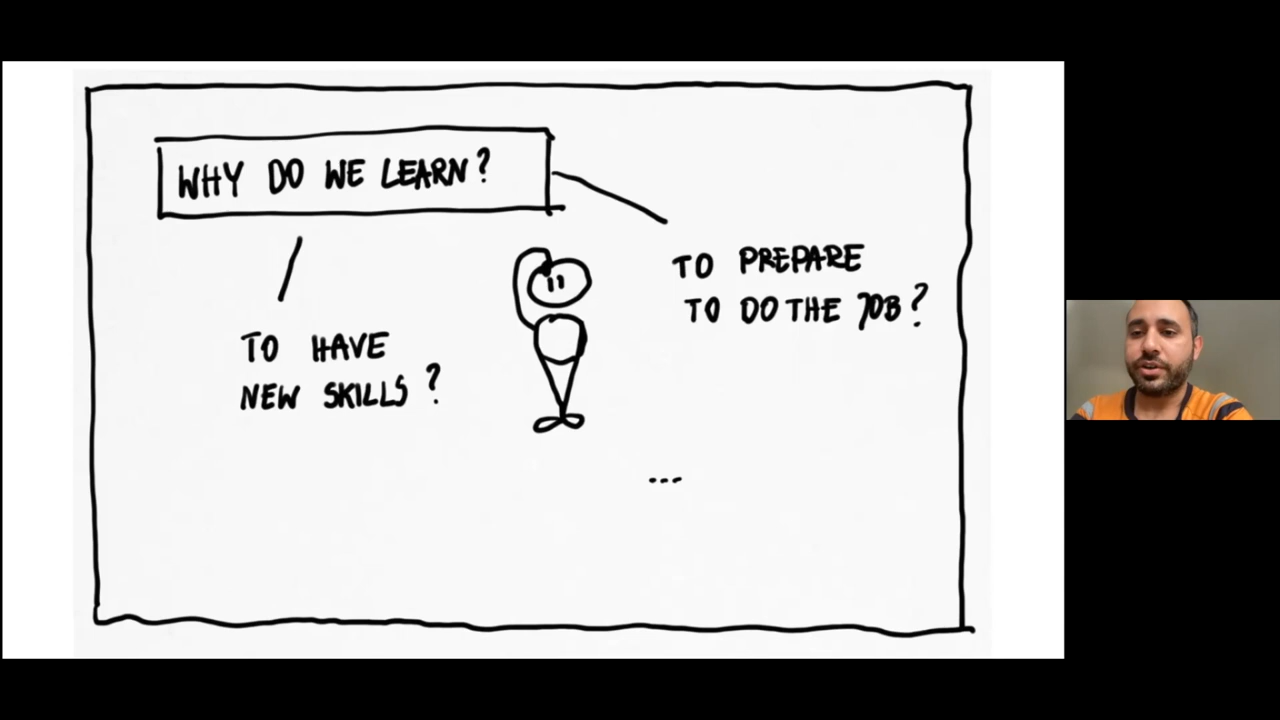 WHY DO WE LEARN?
TO HAVE
NEW SKILLS?
TO PREPARE
TO DO THE JOB?
...